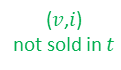 (v,i)
not sold in t